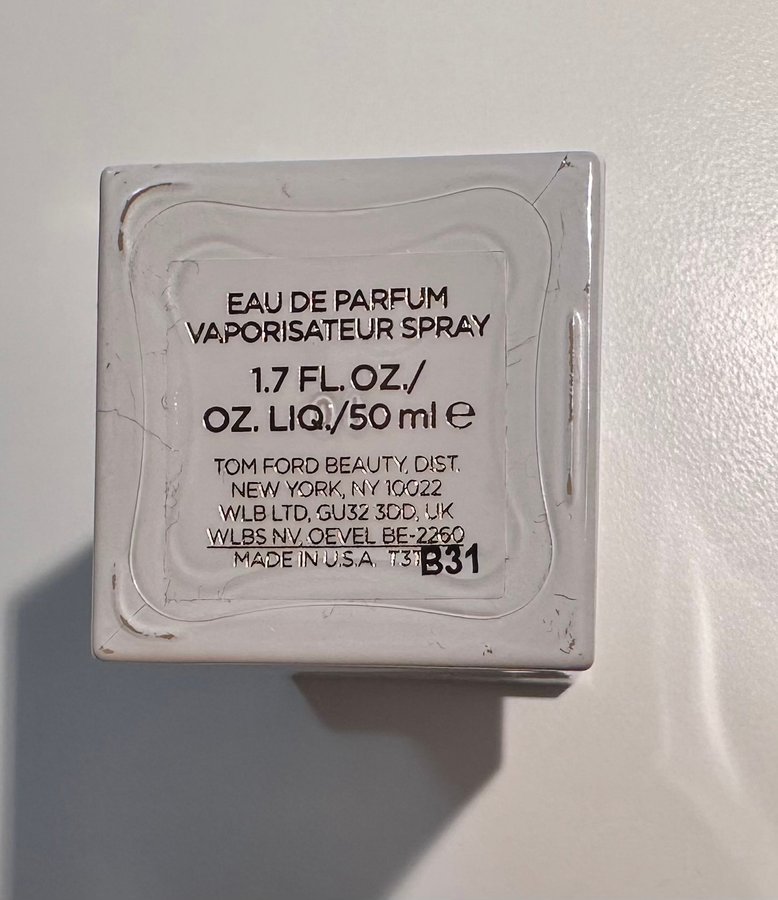 EAU DE PARFUM
VAPORISATEUR SPRAY
1.7 FL. OZ./
OZ. LIQ./50 ml ℮
TOM FORD BEAUTY, DIST.
NEW YORK, NY 10022
WLB LTD, GU32 3DD, UK
WLBS NV, OEVEL BE-2260
MADE IN U.S.A. B31